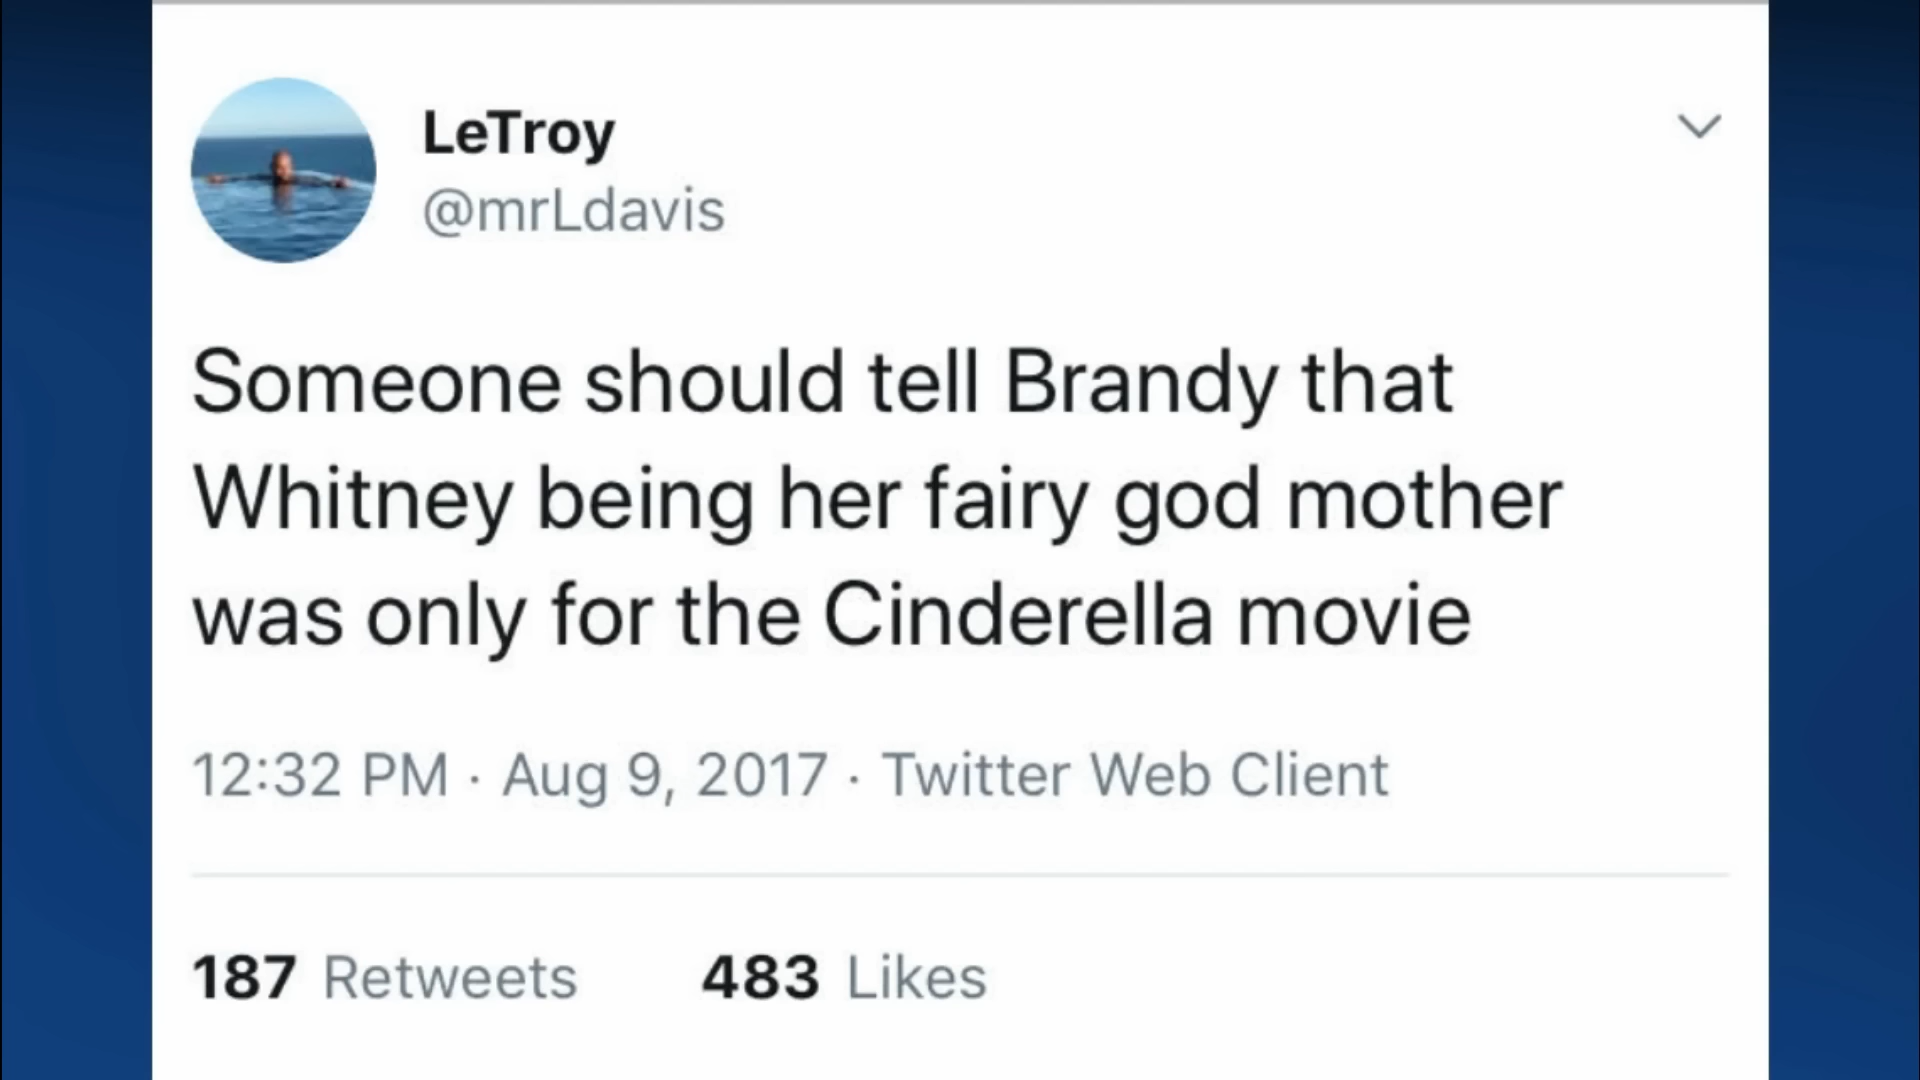 LeTroy
@mrLdavis
Someone should tell Brandy that
Whitney being her fairy god mother
was only for the Cinderella movie
12:32 PM · Aug 9, 2017 · Twitter Web Client
187 Retweets 483 Likes